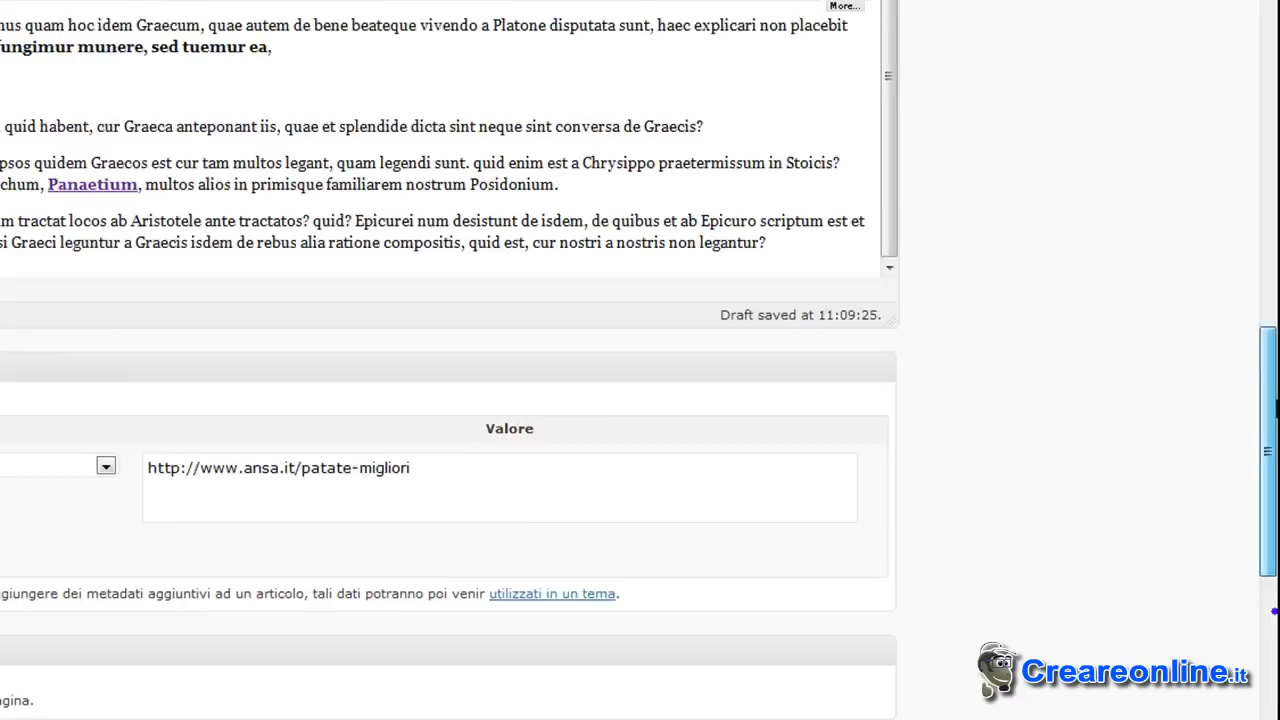 More...
nus quam hoc idem Graecum, quae autem de bene beateque vivendo a Platone disputata sunt, haec explicari non placebit
fungimur munere, sed tuemur ea,
quid habent, cur Graeca anteponant iis, quae et splendide dicta sint neque sint conversa de Graecis?
psos quidem Graecos est cur tam multos legant, quam legendi sunt. quid enim est a Chrysippo praetermissum in Stoicis?
chum, Panaetium, multos alios in primisque familiarem nostrum Posidonium.
m tractat locos ab Aristotele ante tractatos? quid? Epicurei num desistunt de isdem, de quibus et ab Epicuro scriptum est et
si Graeci leguntur a Graecis isdem de rebus alia ratione compositis, quid est, cur nostri a nostris non legantur?
Draft saved at 11:09:25.
Valore
http://www.ansa.it/patate-migliori
ggiungere dei metadati aggiuntivi ad un articolo, tali dati potranno poi venir utilizzati in un tema.
Creareonline.it
agina.